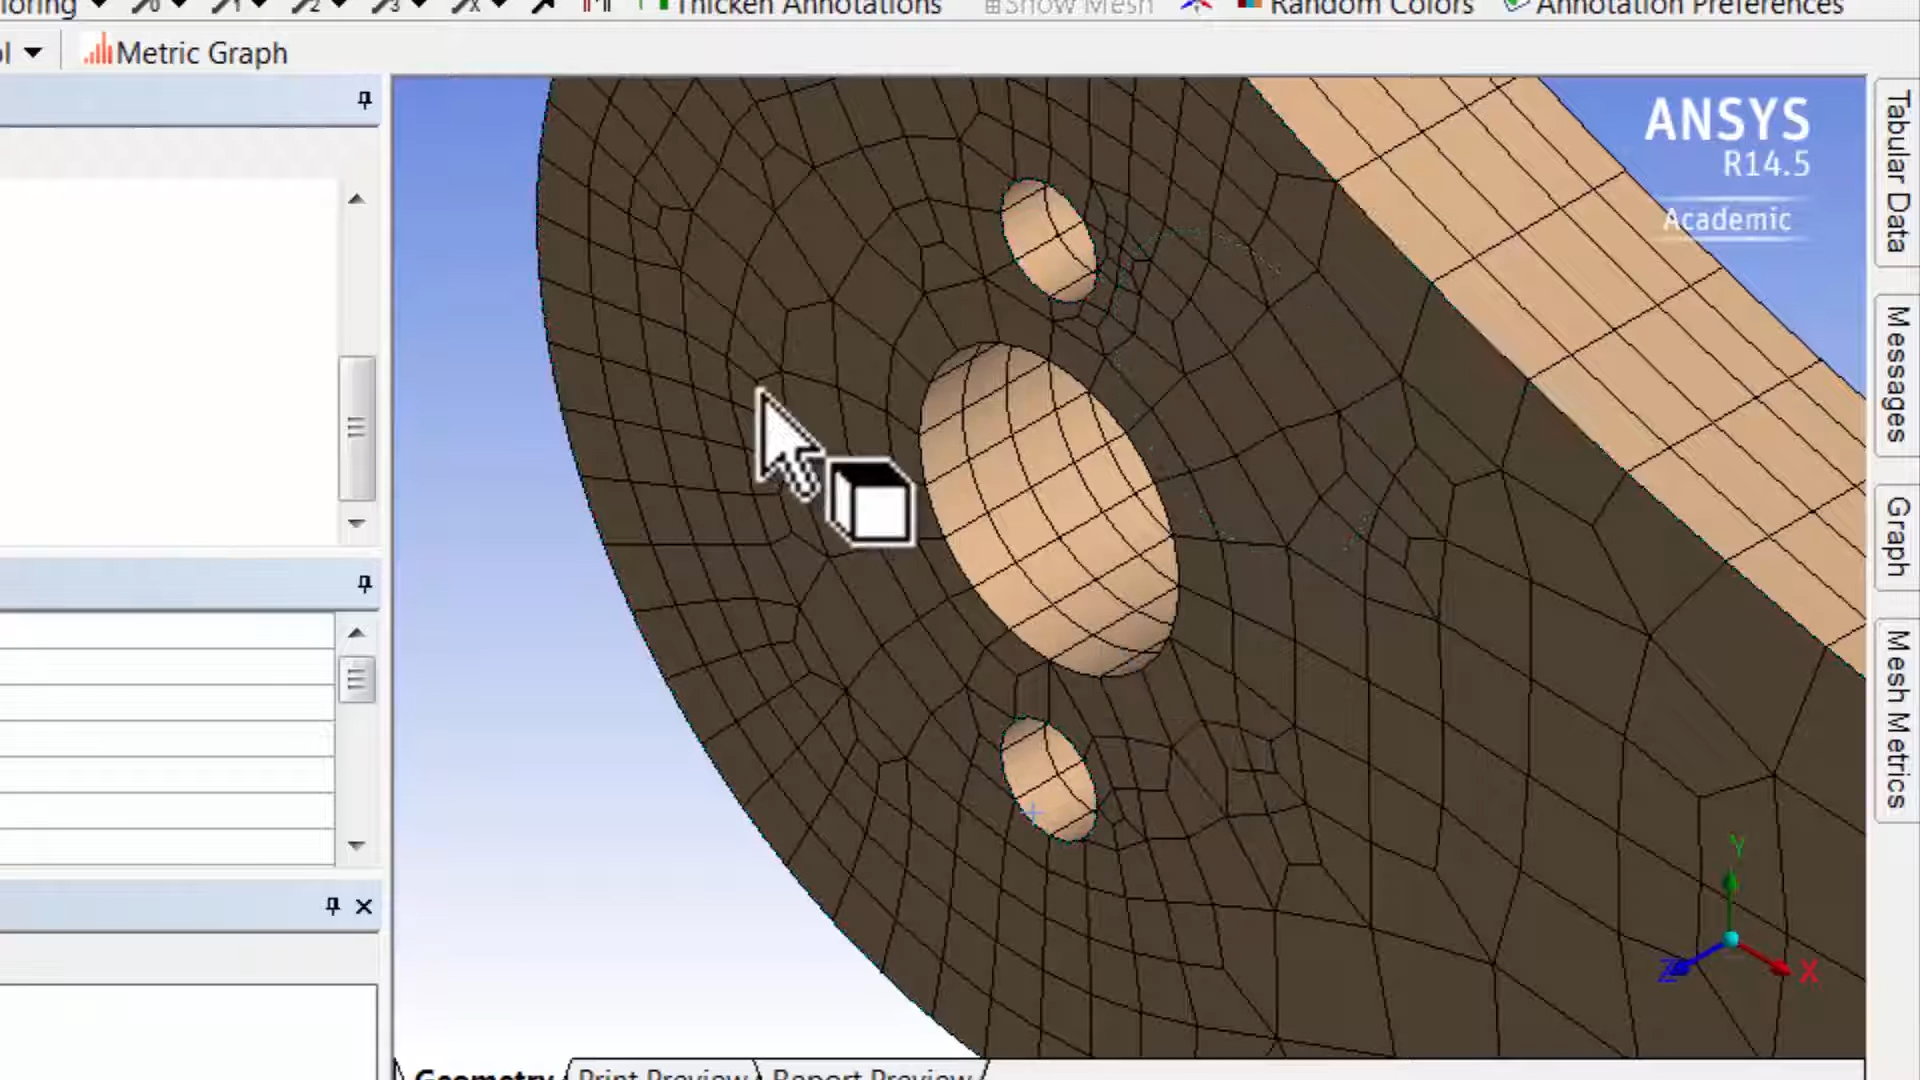 Thicken Annotations
Show Mesh
Random Colors
Annotation Preferences
Metric Graph
ANSYS
R14.5
Academic
Tabular Data
Messages
Graph
Mesh Metrics
Y
Z
X
Geometry
Print Preview
Report Preview